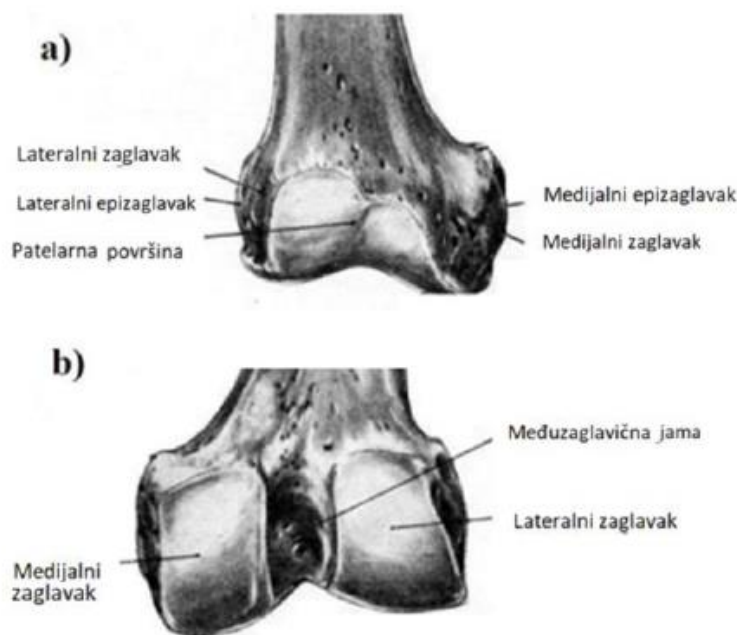 a)
Lateralni zaglavak
Lateralni epizaglavak
Patelarna površina
Medijalni epizaglavak
Medijalni zaglavak
b)
Međuzaglavična jama
Lateralni zaglavak
Medijalni
zaglavak